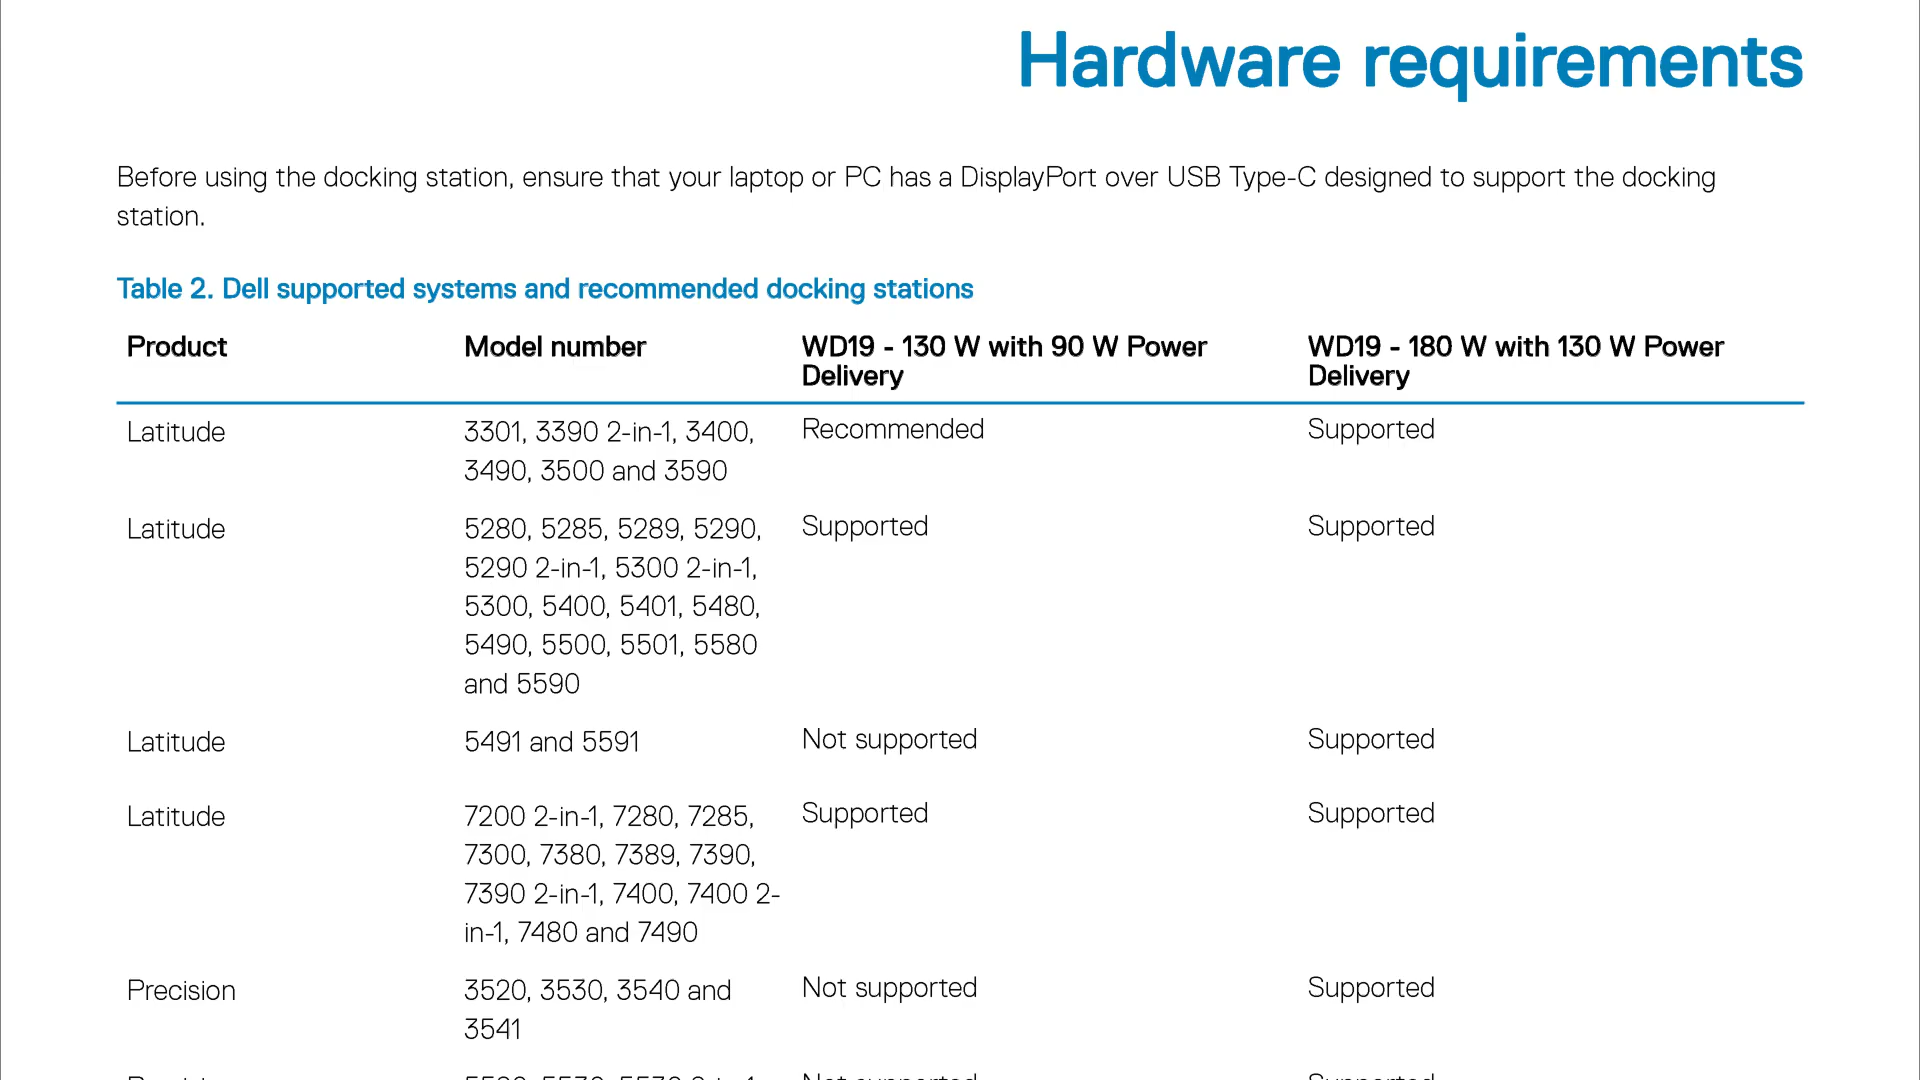 Hardware requirements
Before using the docking station, ensure that your laptop or PC has a DisplayPort over USB Type-C designed to support the docking
station.
Table 2. Dell supported systems and recommended docking stations
Product
Model number
WD19 - 130 W with 90 W Power
Delivery
WD19 - 180 W with 130 W Power
Delivery
Latitude
3301, 3390 2-in-1, 3400,
3490, 3500 and 3590
Recommended
Supported
Latitude
5280, 5285, 5289, 5290,
5290 2-in-1, 5300 2-in-1,
5300, 5400, 5401, 5480,
5490, 5500, 5501, 5580
and 5590
Supported
Supported
Latitude
5491 and 5591
Not supported
Supported
Latitude
7200 2-in-1, 7280, 7285,
7300, 7380, 7389, 7390,
7390 2-in-1, 7400, 7400 2-
in-1, 7480 and 7490
Supported
Supported
Precision
3520, 3530, 3540 and
3541
Not supported
Supported